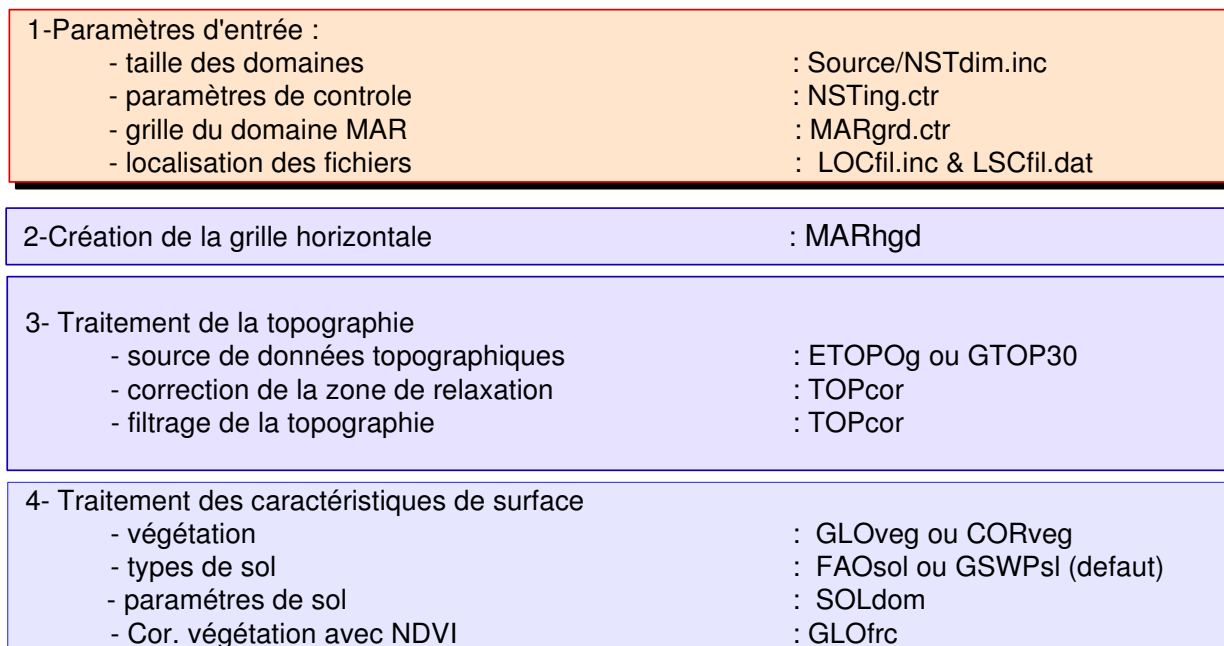 1-Paramètres d'entrée :
- taille des domaines : Source/NSTdim.inc
- paramètres de controle : NSTing.ctr
- grille du domaine MAR : MARgrd.ctr
- localisation des fichiers : LOCfil.inc & LSCfil.dat
2-Création de la grille horizontale : MARhgd
3- Traitement de la topographie
- source de données topographiques : ETOPOg ou GTOP30
- correction de la zone de relaxation : TOPcor
- filtrage de la topographie : TOPcor
4- Traitement des caractéristiques de surface
- végétation : GLOveg ou CORveg
- types de sol : FAOsol ou GSWPsl (defaut)
- paramétres de sol : SOLdom
- Cor. végétation avec NDVI : GLOfrc